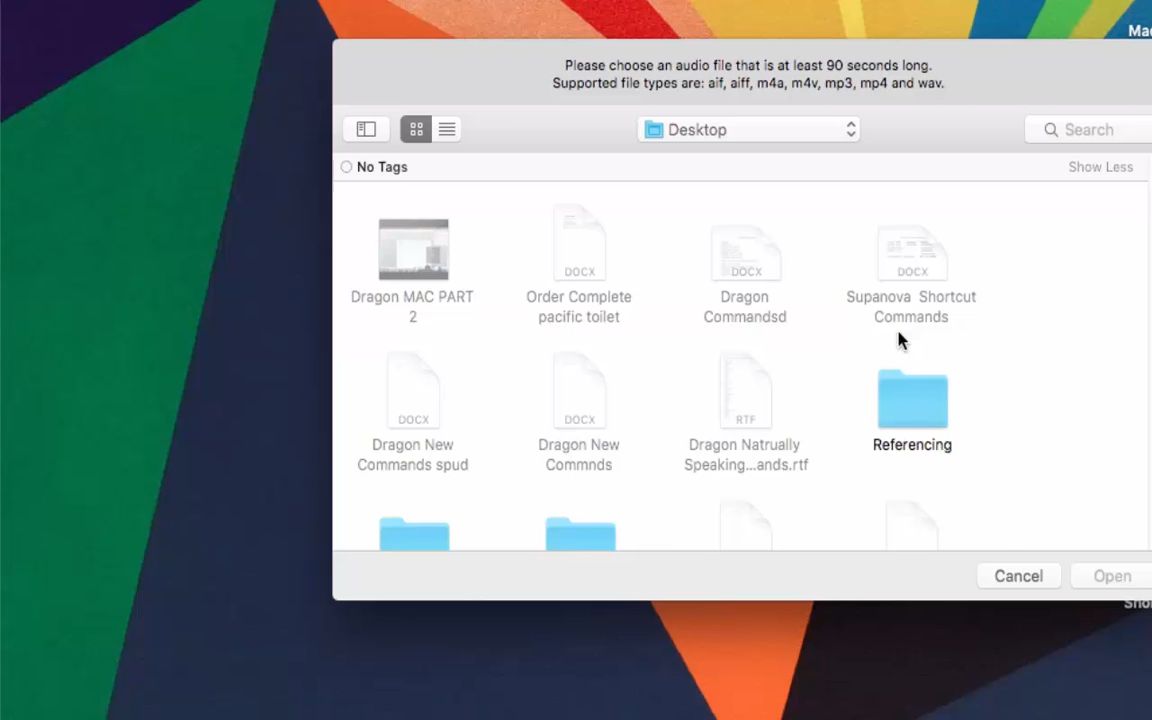 Mac
Please choose an audio file that is at least 90 seconds long.
Supported file types are: aif, aiff, m4a, m4v, mp3, mp4 and wav.
Desktop
Search
No Tags
Show Less
DOCX
DOCX
DOCX
Dragon MAC PART
2
Order Complete
pacific toilet
Dragon
Commandsd
Supanova Shortcut
Commands
DOCX
DOCX
RTF
Dragon New
Commands spud
Dragon New
Commnds
Dragon Natrually
Speaking...ands.rtf
Referencing
Cancel
Open
Sho